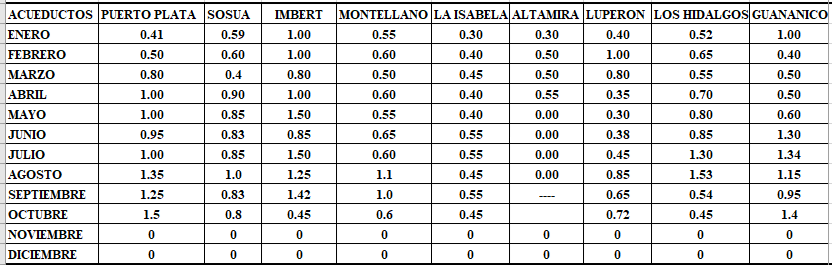 ACUEDUCTOS PUERTO PLATA SOSUA IMBERT MONTELLANO LA ISABELA ALTAMIRA LUPERON LOS HIDALGOS GUANANICO
ENERO 0.41 0.59 1.00 0.55 0.30 0.30 0.40 0.52 1.00
FEBRERO 0.50 0.60 1.00 0.60 0.40 0.50 1.00 0.65 0.40
MARZO 0.80 0.4 0.80 0.50 0.45 0.50 0.80 0.55 0.50
ABRIL 1.00 0.90 1.00 0.60 0.40 0.55 0.35 0.70 0.50
MAYO 1.00 0.85 1.50 0.55 0.40 0.00 0.30 0.80 0.60
JUNIO 0.95 0.83 0.85 0.65 0.55 0.00 0.38 0.85 1.30
JULIO 1.00 0.85 1.50 0.60 0.55 0.00 0.45 1.30 1.34
AGOSTO 1.35 1.0 1.25 1.1 0.45 0.00 0.85 1.53 1.15
SEPTIEMBRE 1.25 0.83 1.42 1.0 0.55 ---- 0.65 0.54 0.95
OCTUBRE 1.5 0.8 0.45 0.6 0.45 0.72 0.45 1.4
NOVIEMBRE 0 0 0 0 0 0 0 0 0
DICIEMBRE 0 0 0 0 0 0 0 0 0